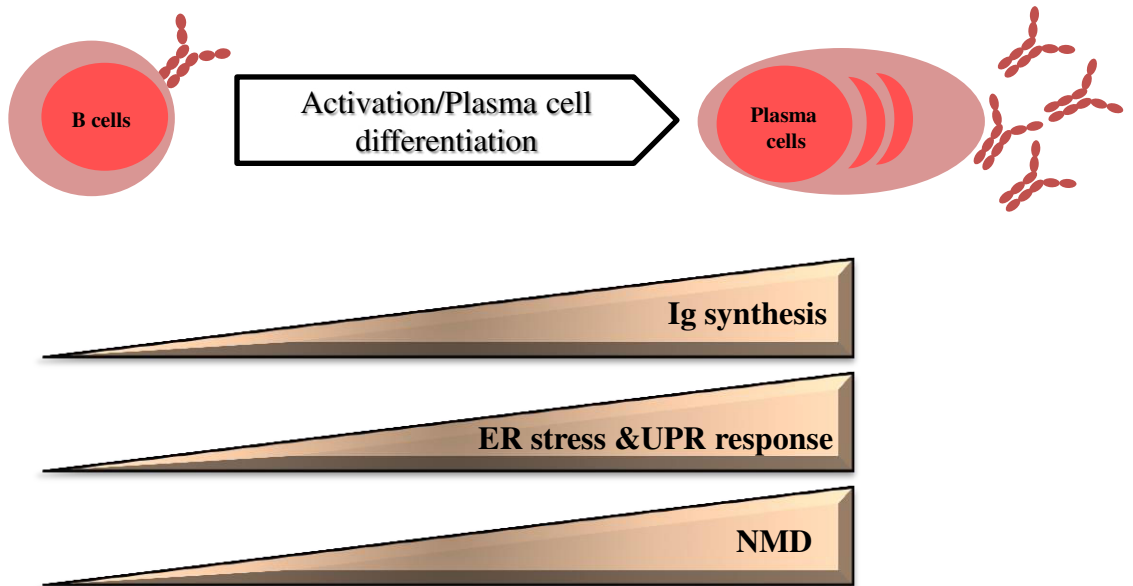 B cells
Activation/Plasma cell
differentiation
Plasma
cells
Ig synthesis
ER stress &UPR response
NMD